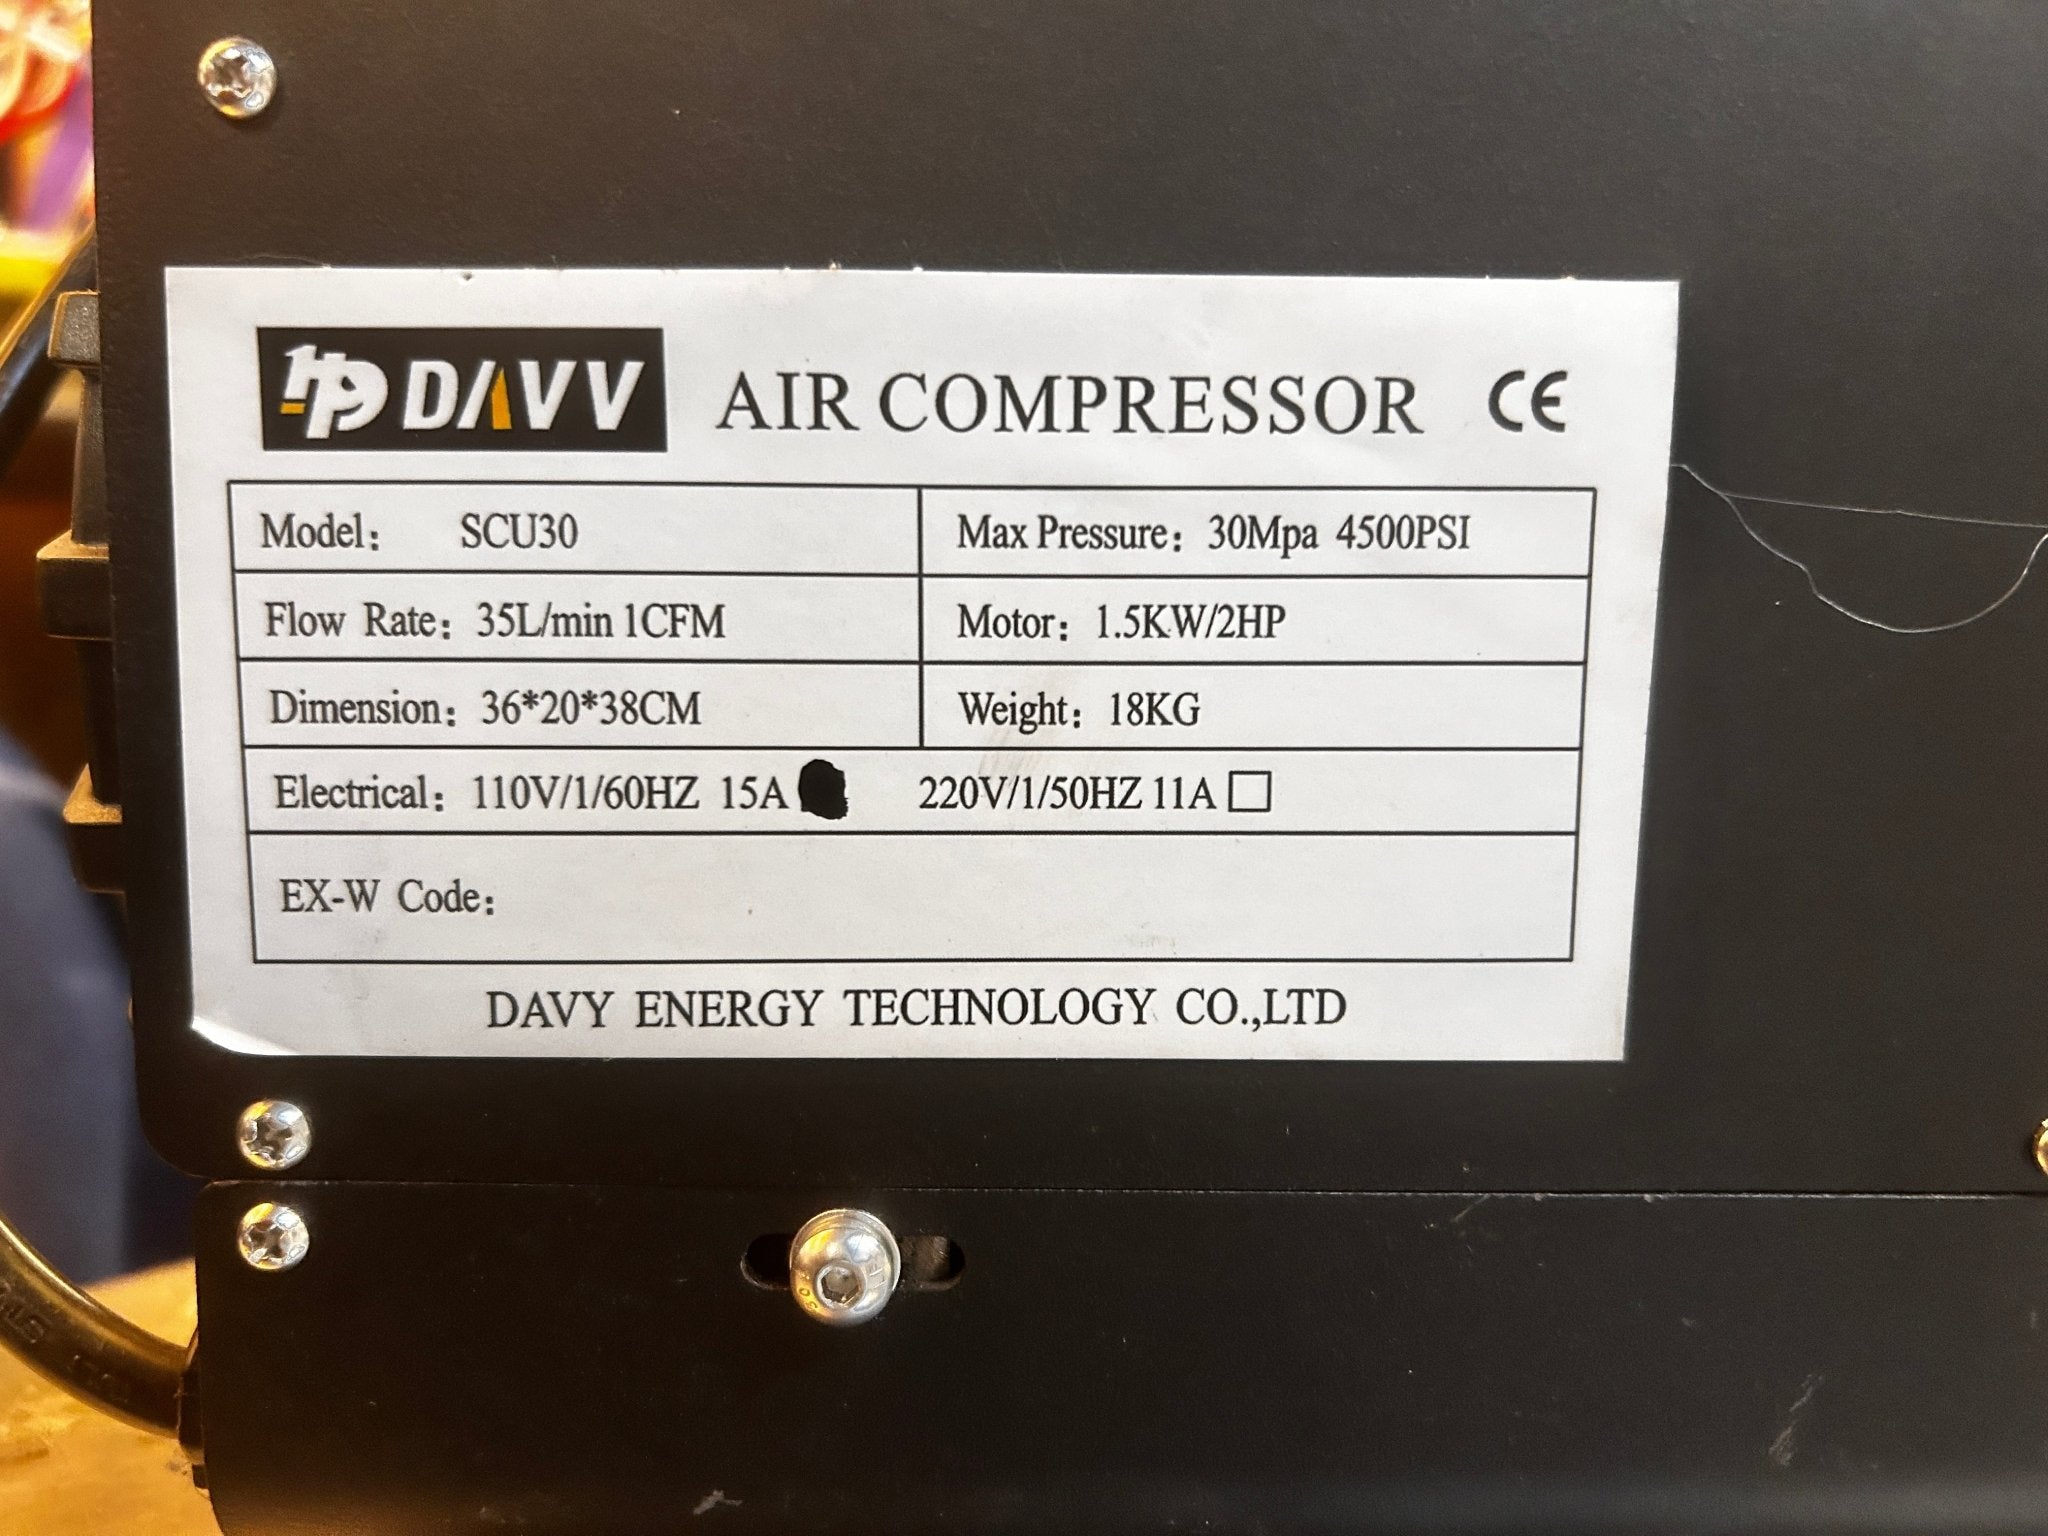 HP DAVV AIR COMPRESSOR CE
Model: SCU30 Max Pressure: 30Mpa 4500PSI
Flow Rate: 35L/min 1CFM Motor: 1.5KW/2HP
Dimension: 36*20*38CM Weight: 18KG
Electrical: 110V/1/60HZ 15A 220V/1/50HZ 11A
EX-W Code:
DAVY ENERGY TECHNOLOGY CO.,LTD